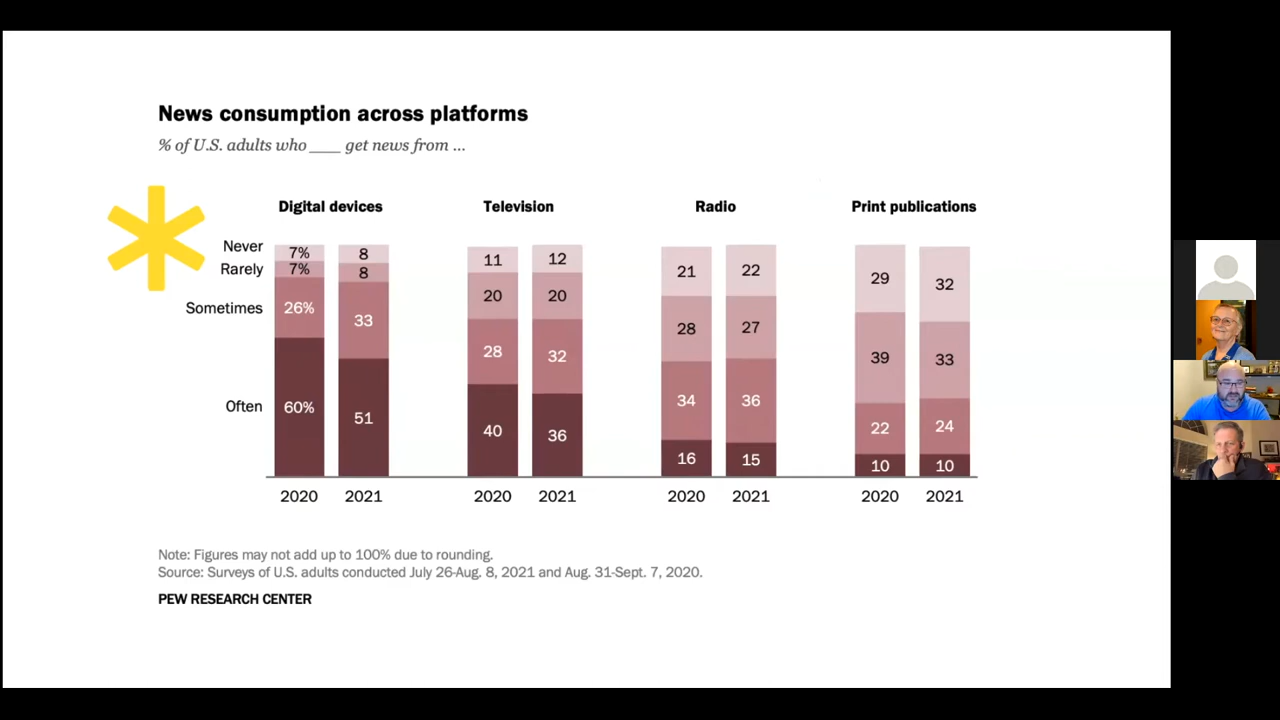 News consumption across platforms
% of U.S. adults who ___ get news from ...
Digital devices Television Radio Print publications
Never 7% 8 11 12 21 22 29 32
Rarely 7% 8 20 20 28 27 39 33
Sometimes 26% 33 28 32 34 36 22 24
Often 60% 51 40 36 16 15 10 10
2020 2021 2020 2021 2020 2021 2020 2021
Note: Figures may not add up to 100% due to rounding.
Source: Surveys of U.S. adults conducted July 26-Aug. 8, 2021 and Aug. 31-Sept. 7, 2020.
PEW RESEARCH CENTER